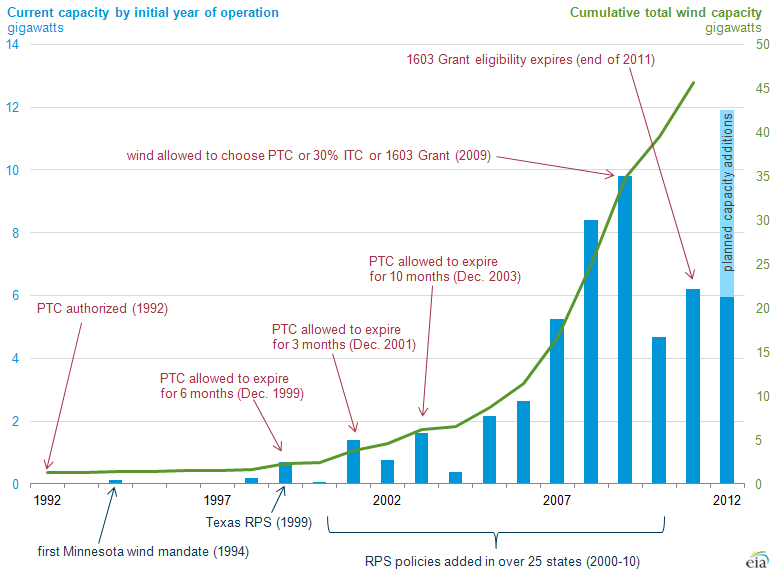 Current capacity by initial year of operation
gigawatts
Cumulative total wind capacity
gigawatts
14
12
10
8
6
4
2
0
50
45
40
35
30
25
20
15
10
5
0
1603 Grant eligibility expires (end of 2011)
wind allowed to choose PTC or 30% ITC or 1603 Grant (2009)
planned capacity additions
PTC allowed to expire
for 10 months (Dec. 2003)
PTC authorized (1992)
PTC allowed to expire
for 3 months (Dec. 2001)
PTC allowed to expire
for 6 months (Dec. 1999)
1992
1997
2002
2007
2012
Texas RPS (1999)
first Minnesota wind mandate (1994)
RPS policies added in over 25 states (2000-10)
eia